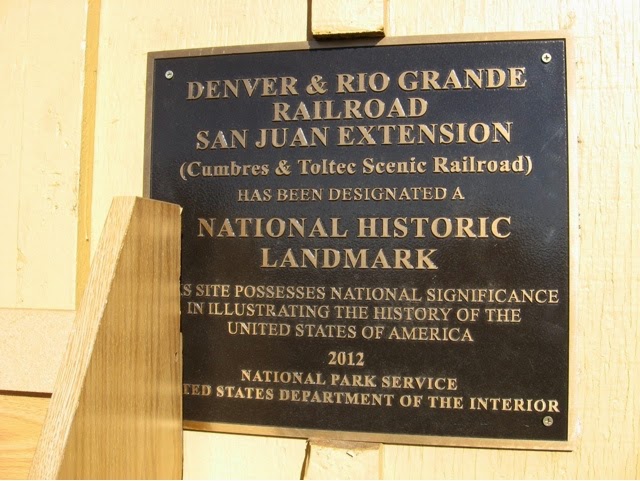 DENVER & RIO GRANDE
RAILROAD
SAN JUAN EXTENSION
(Cumbres & Toltec Scenic Railroad)
HAS BEEN DESIGNATED A
NATIONAL HISTORIC
LANDMARK
SITE POSSESSES NATIONAL SIGNIFICANCE
IN ILLUSTRATING THE HISTORY OF THE
UNITED STATES OF AMERICA
2012
NATIONAL PARK SERVICE
STATES DEPARTMENT OF THE INTERIOR